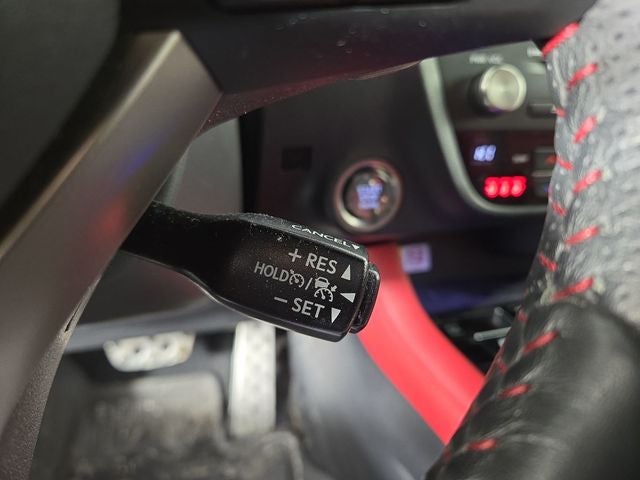 CANCEL
+ RES
HOLD /
− SET